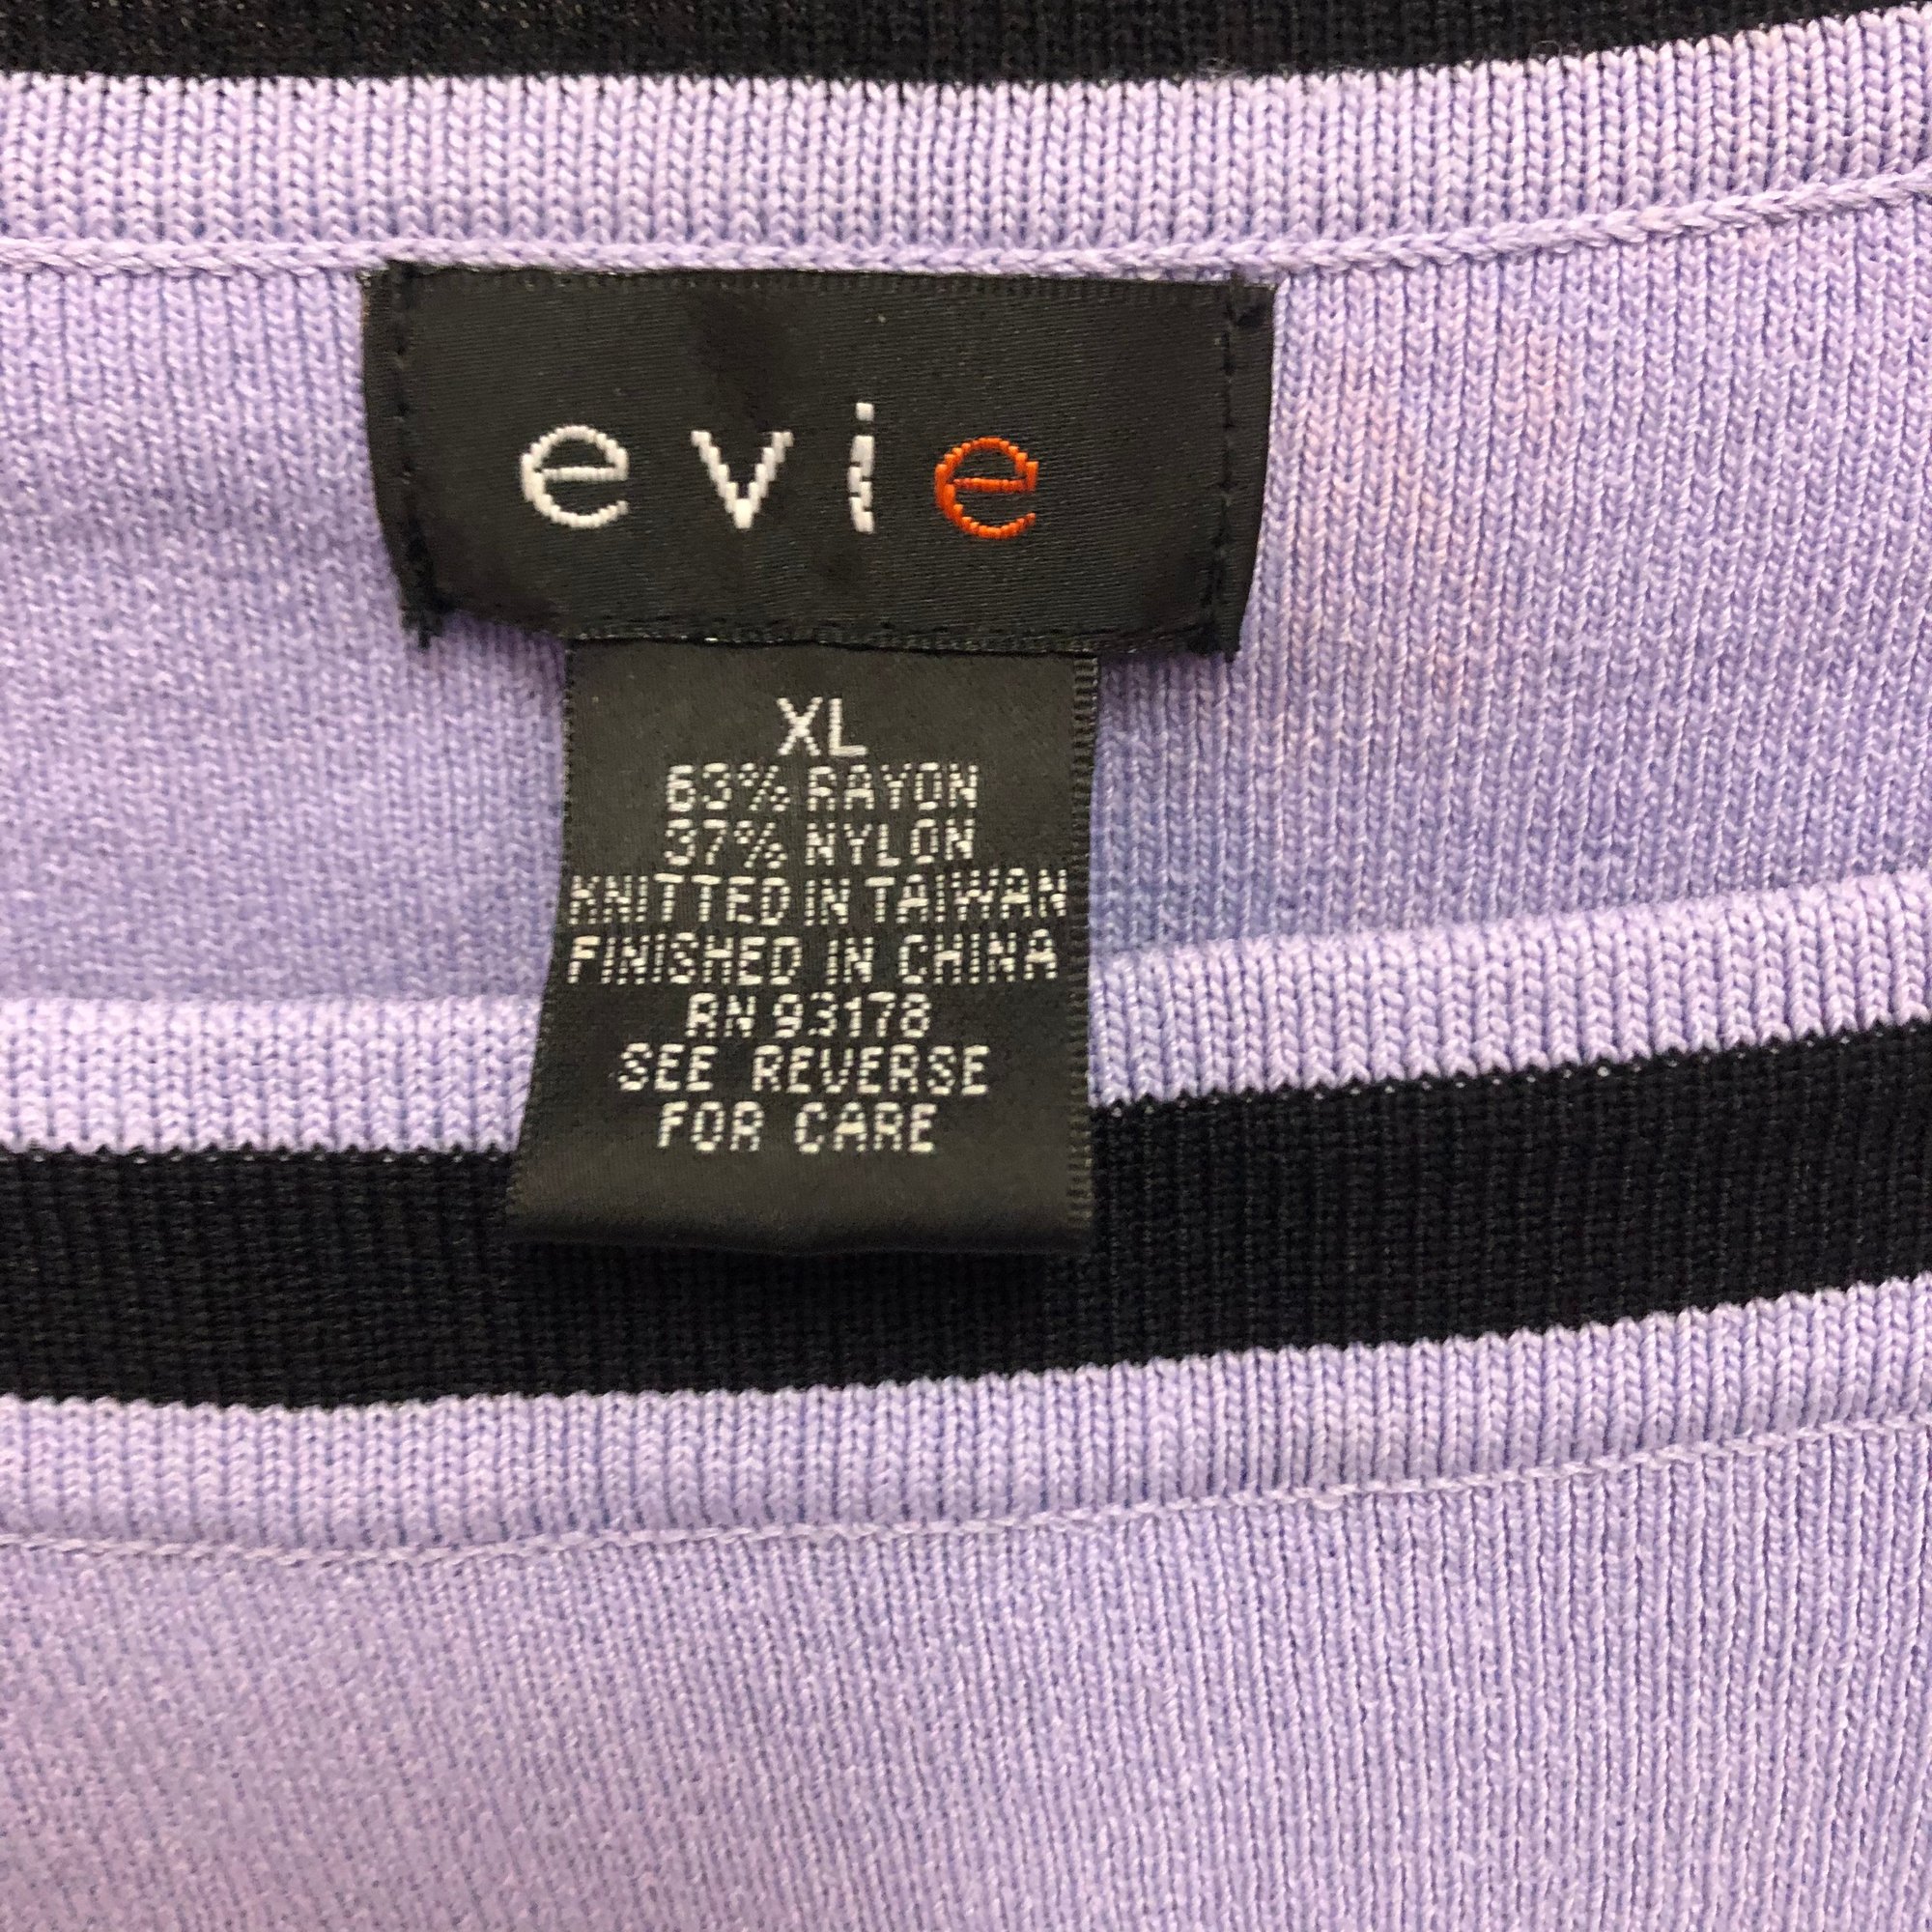 evie
XL
63% RAYON
37% NYLON
KNITTED IN TAIWAN
FINISHED IN CHINA
RN 93178
SEE REVERSE
FOR CARE